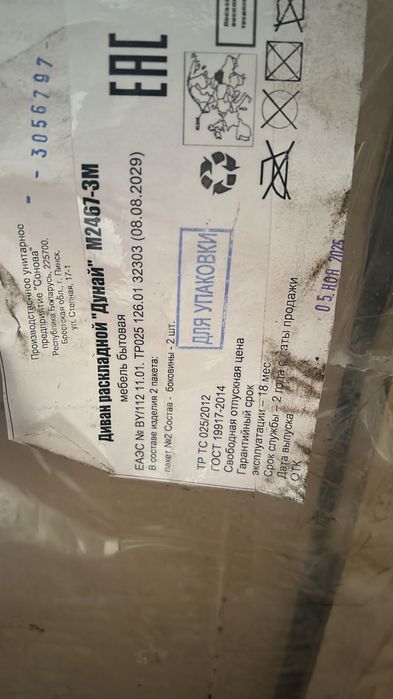 - 3056797 -
Производственное унитарное
предприятие "Сонова"
Республика Беларусь, 225700,
Брестская обл., г. Пинск,
ул. Степная, 17-1
ЕАС
диван раскладной "Дунай" М2467-3М
мебель бытовая
ЕАЭС № BY/112 11.01. ТР025 126.01 32303 (08.08.2029)
В составе изделия 2 пакета:
пакет №2 Состав - боковины - 2 шт.
ДЛЯ УПАКОВКИ
ТР ТС 025/2012
ГОСТ 19917-2014
Свободная отпускная цена
Гарантийный срок
эксплуатации – 18 мес
Срок службы – 2 года даты продажи
Дата выпуска
ОТК
05 НОЯ 2025